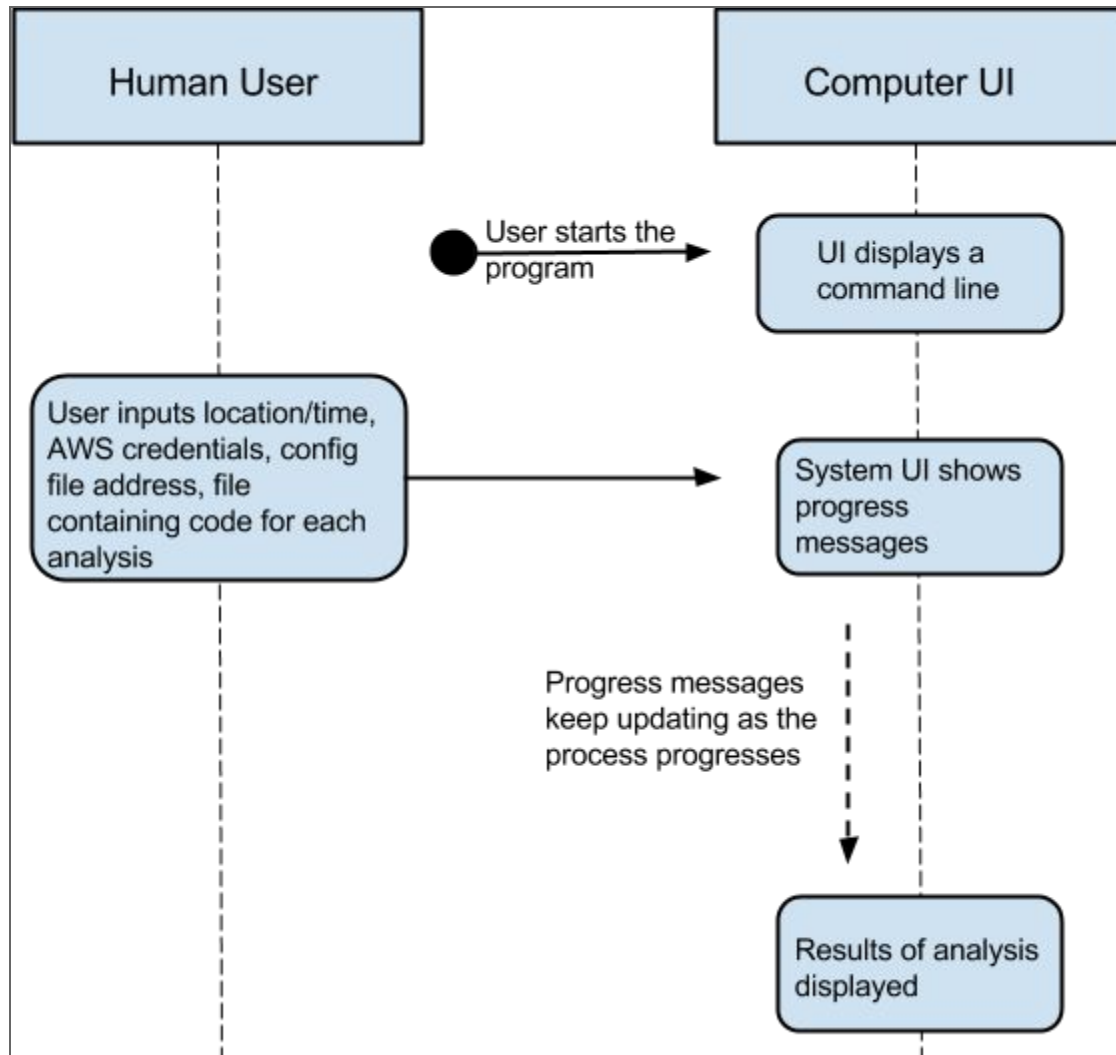 Human User
Computer UI
User starts the
program
UI displays a
command line
User inputs location/time,
AWS credentials, config
file address, file
containing code for each
analysis
System UI shows
progress
messages
Progress messages
keep updating as the
process progresses
Results of analysis
displayed